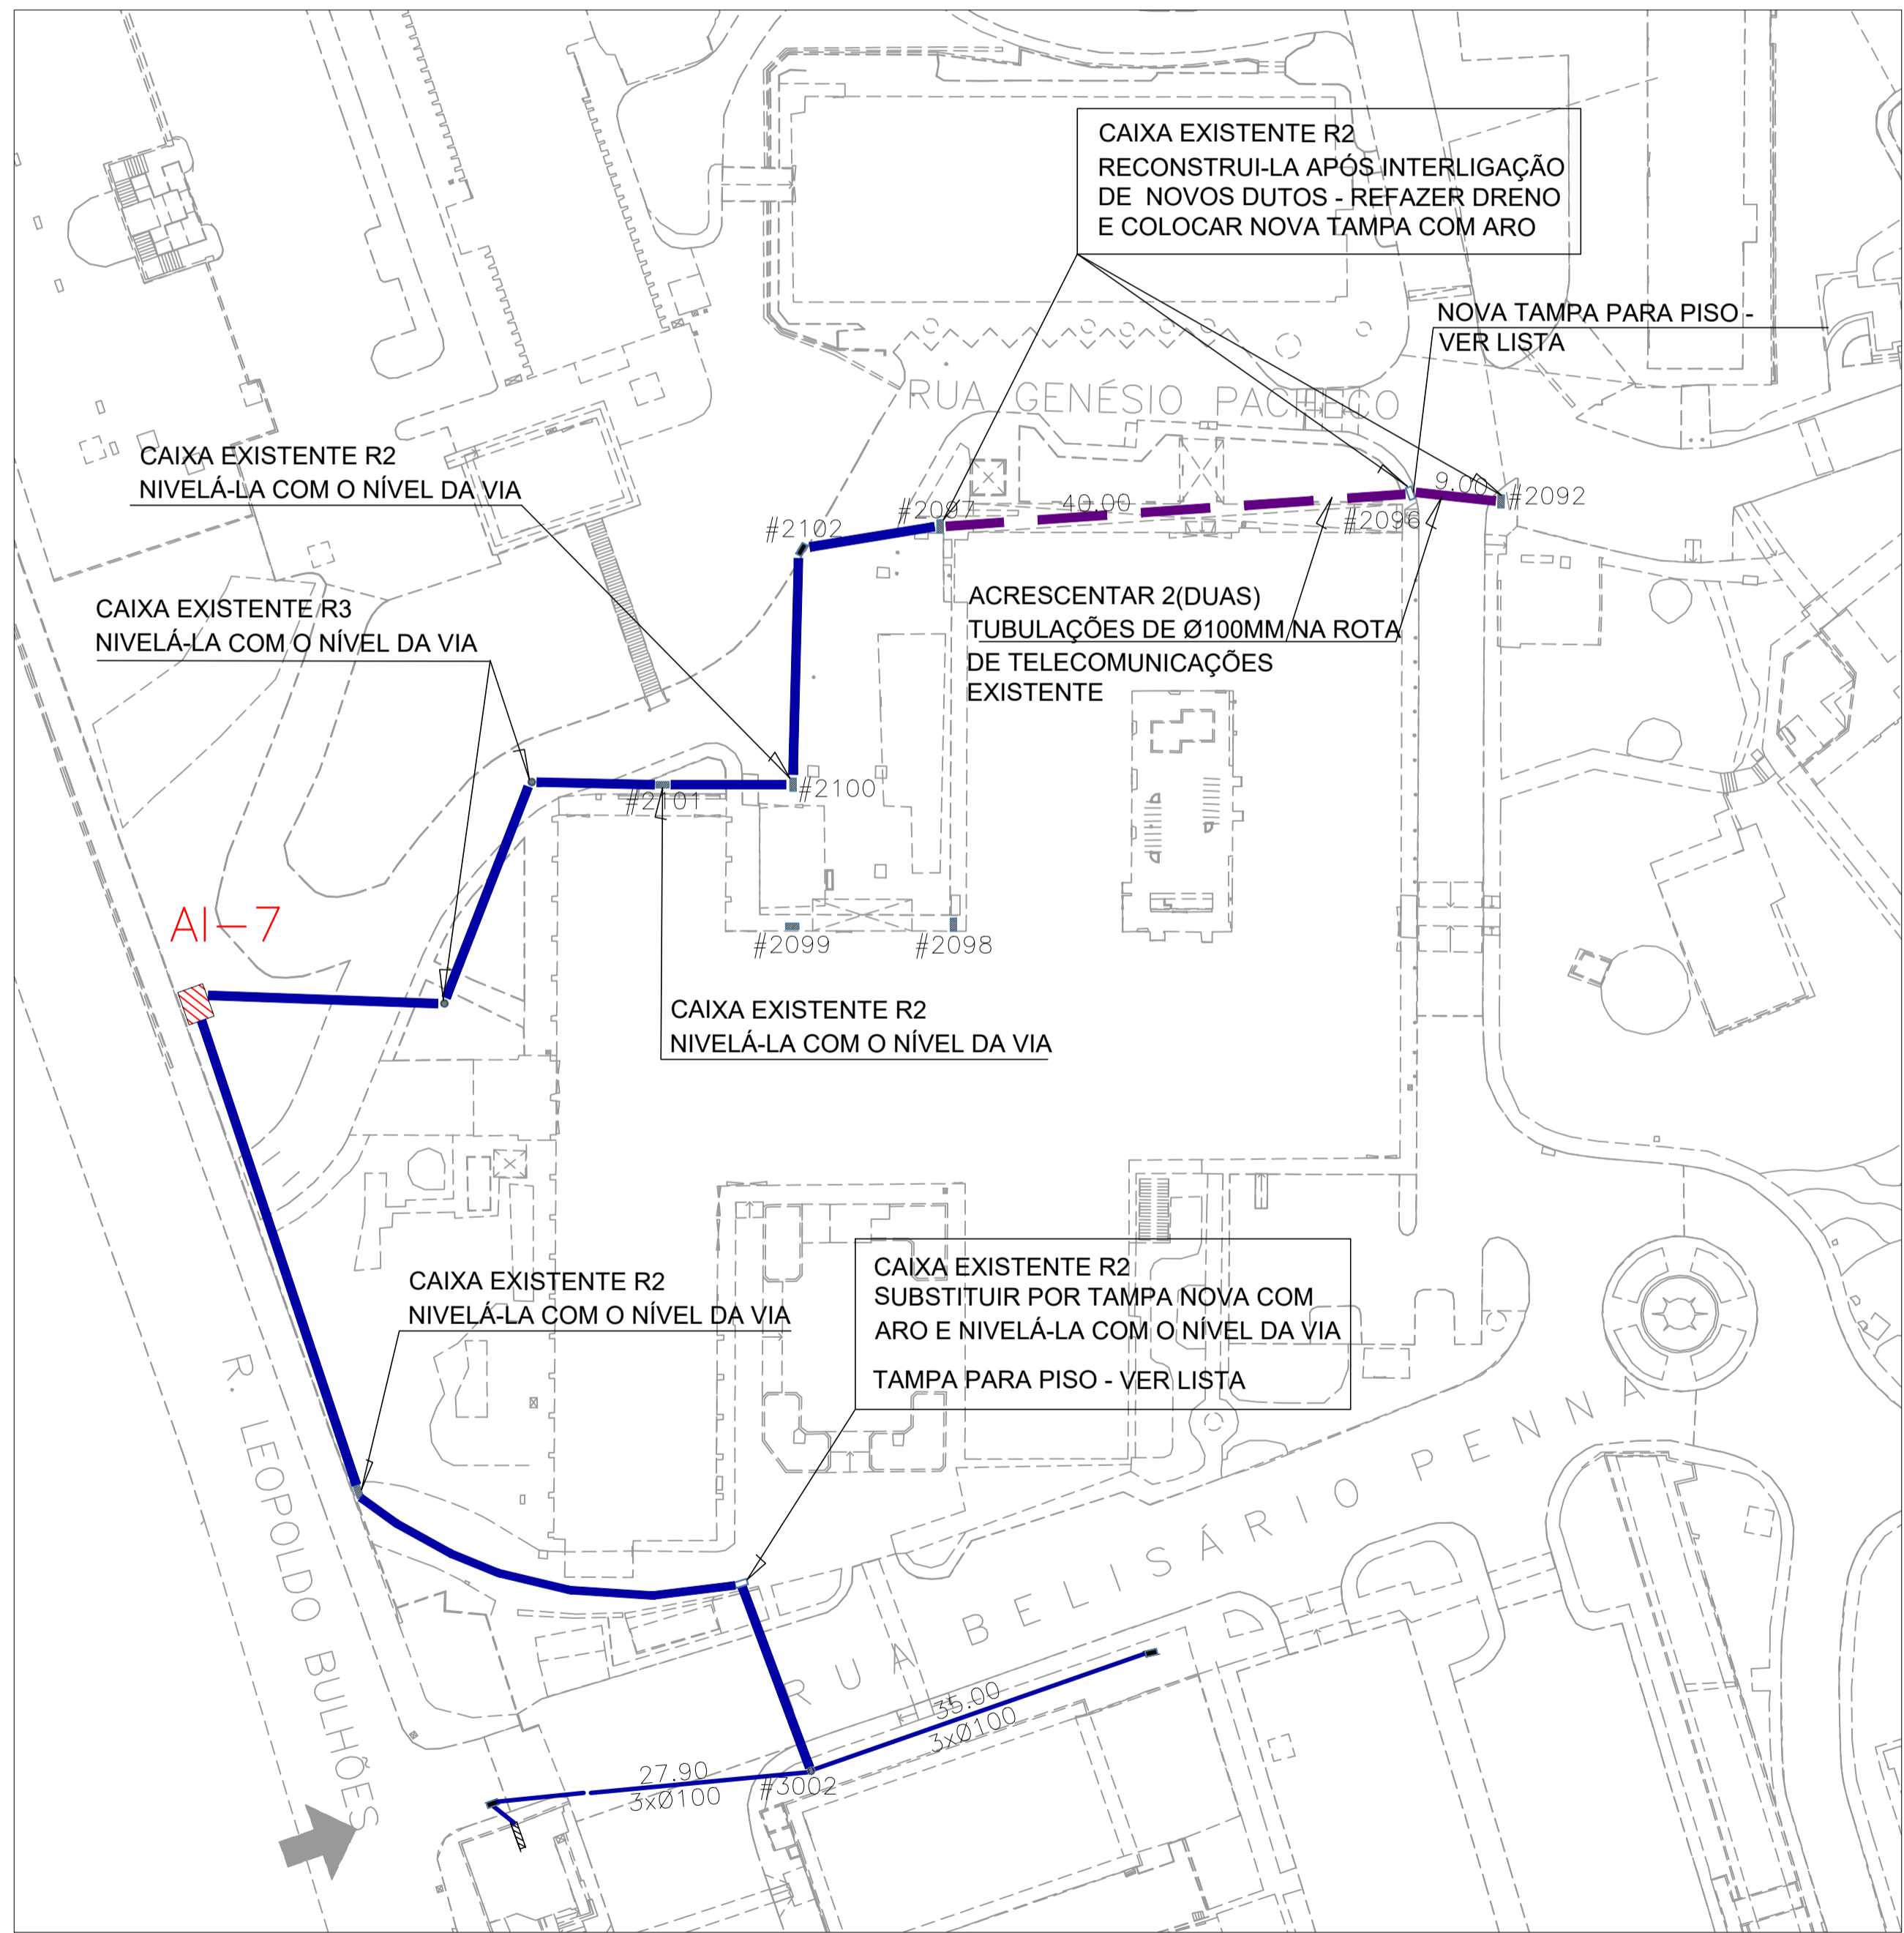 CAIXA EXISTENTE R2
RECONSTRUI-LA APÓS INTERLIGAÇÃO
DE NOVOS DUTOS - REFAZER DRENO
E COLOCAR NOVA TAMPA COM ARO
NOVA TAMPA PARA PISO -
VER LISTA
RUA GENÉSIO PACHECO
CAIXA EXISTENTE R2
NIVELÁ-LA COM O NÍVEL DA VIA
#2102
#2097
40.00
#2096
9.00
#2092
CAIXA EXISTENTE R3
NIVELÁ-LA COM O NÍVEL DA VIA
ACRESCENTAR 2(DUAS)
TUBULAÇÕES DE Ø100MM NA ROTA
DE TELECOMUNICAÇÕES
EXISTENTE
#2101
#2100
AI-7
#2099
#2098
CAIXA EXISTENTE R2
NIVELÁ-LA COM O NÍVEL DA VIA
CAIXA EXISTENTE R2
NIVELÁ-LA COM O NÍVEL DA VIA
CAIXA EXISTENTE R2
SUBSTITUIR POR TAMPA NOVA COM
ARO E NIVELÁ-LA COM O NÍVEL DA VIA
TAMPA PARA PISO - VER LISTA
R. LEOPOLDO BULHÕES
RUA BELISÁRIO PENNA
35.00
3xØ100
27.90
3xØ100
#3002